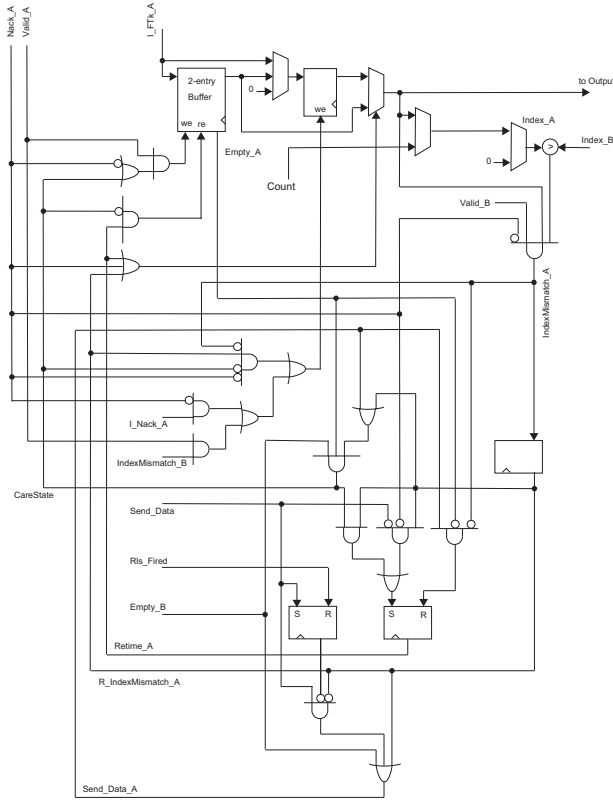 Nack_A
Valid_A
I_FTk_A
2-entry
Buffer
we re
0
we
to Output
Index_A
Index_B
0
>
Empty_A
Count
Valid_B
IndexMismatch_A
I_Nack_A
IndexMismatch_B
CareState
Send_Data
Rls_Fired
Empty_B
S R
S R
Retime_A
R_IndexMismatch_A
Send_Data_A